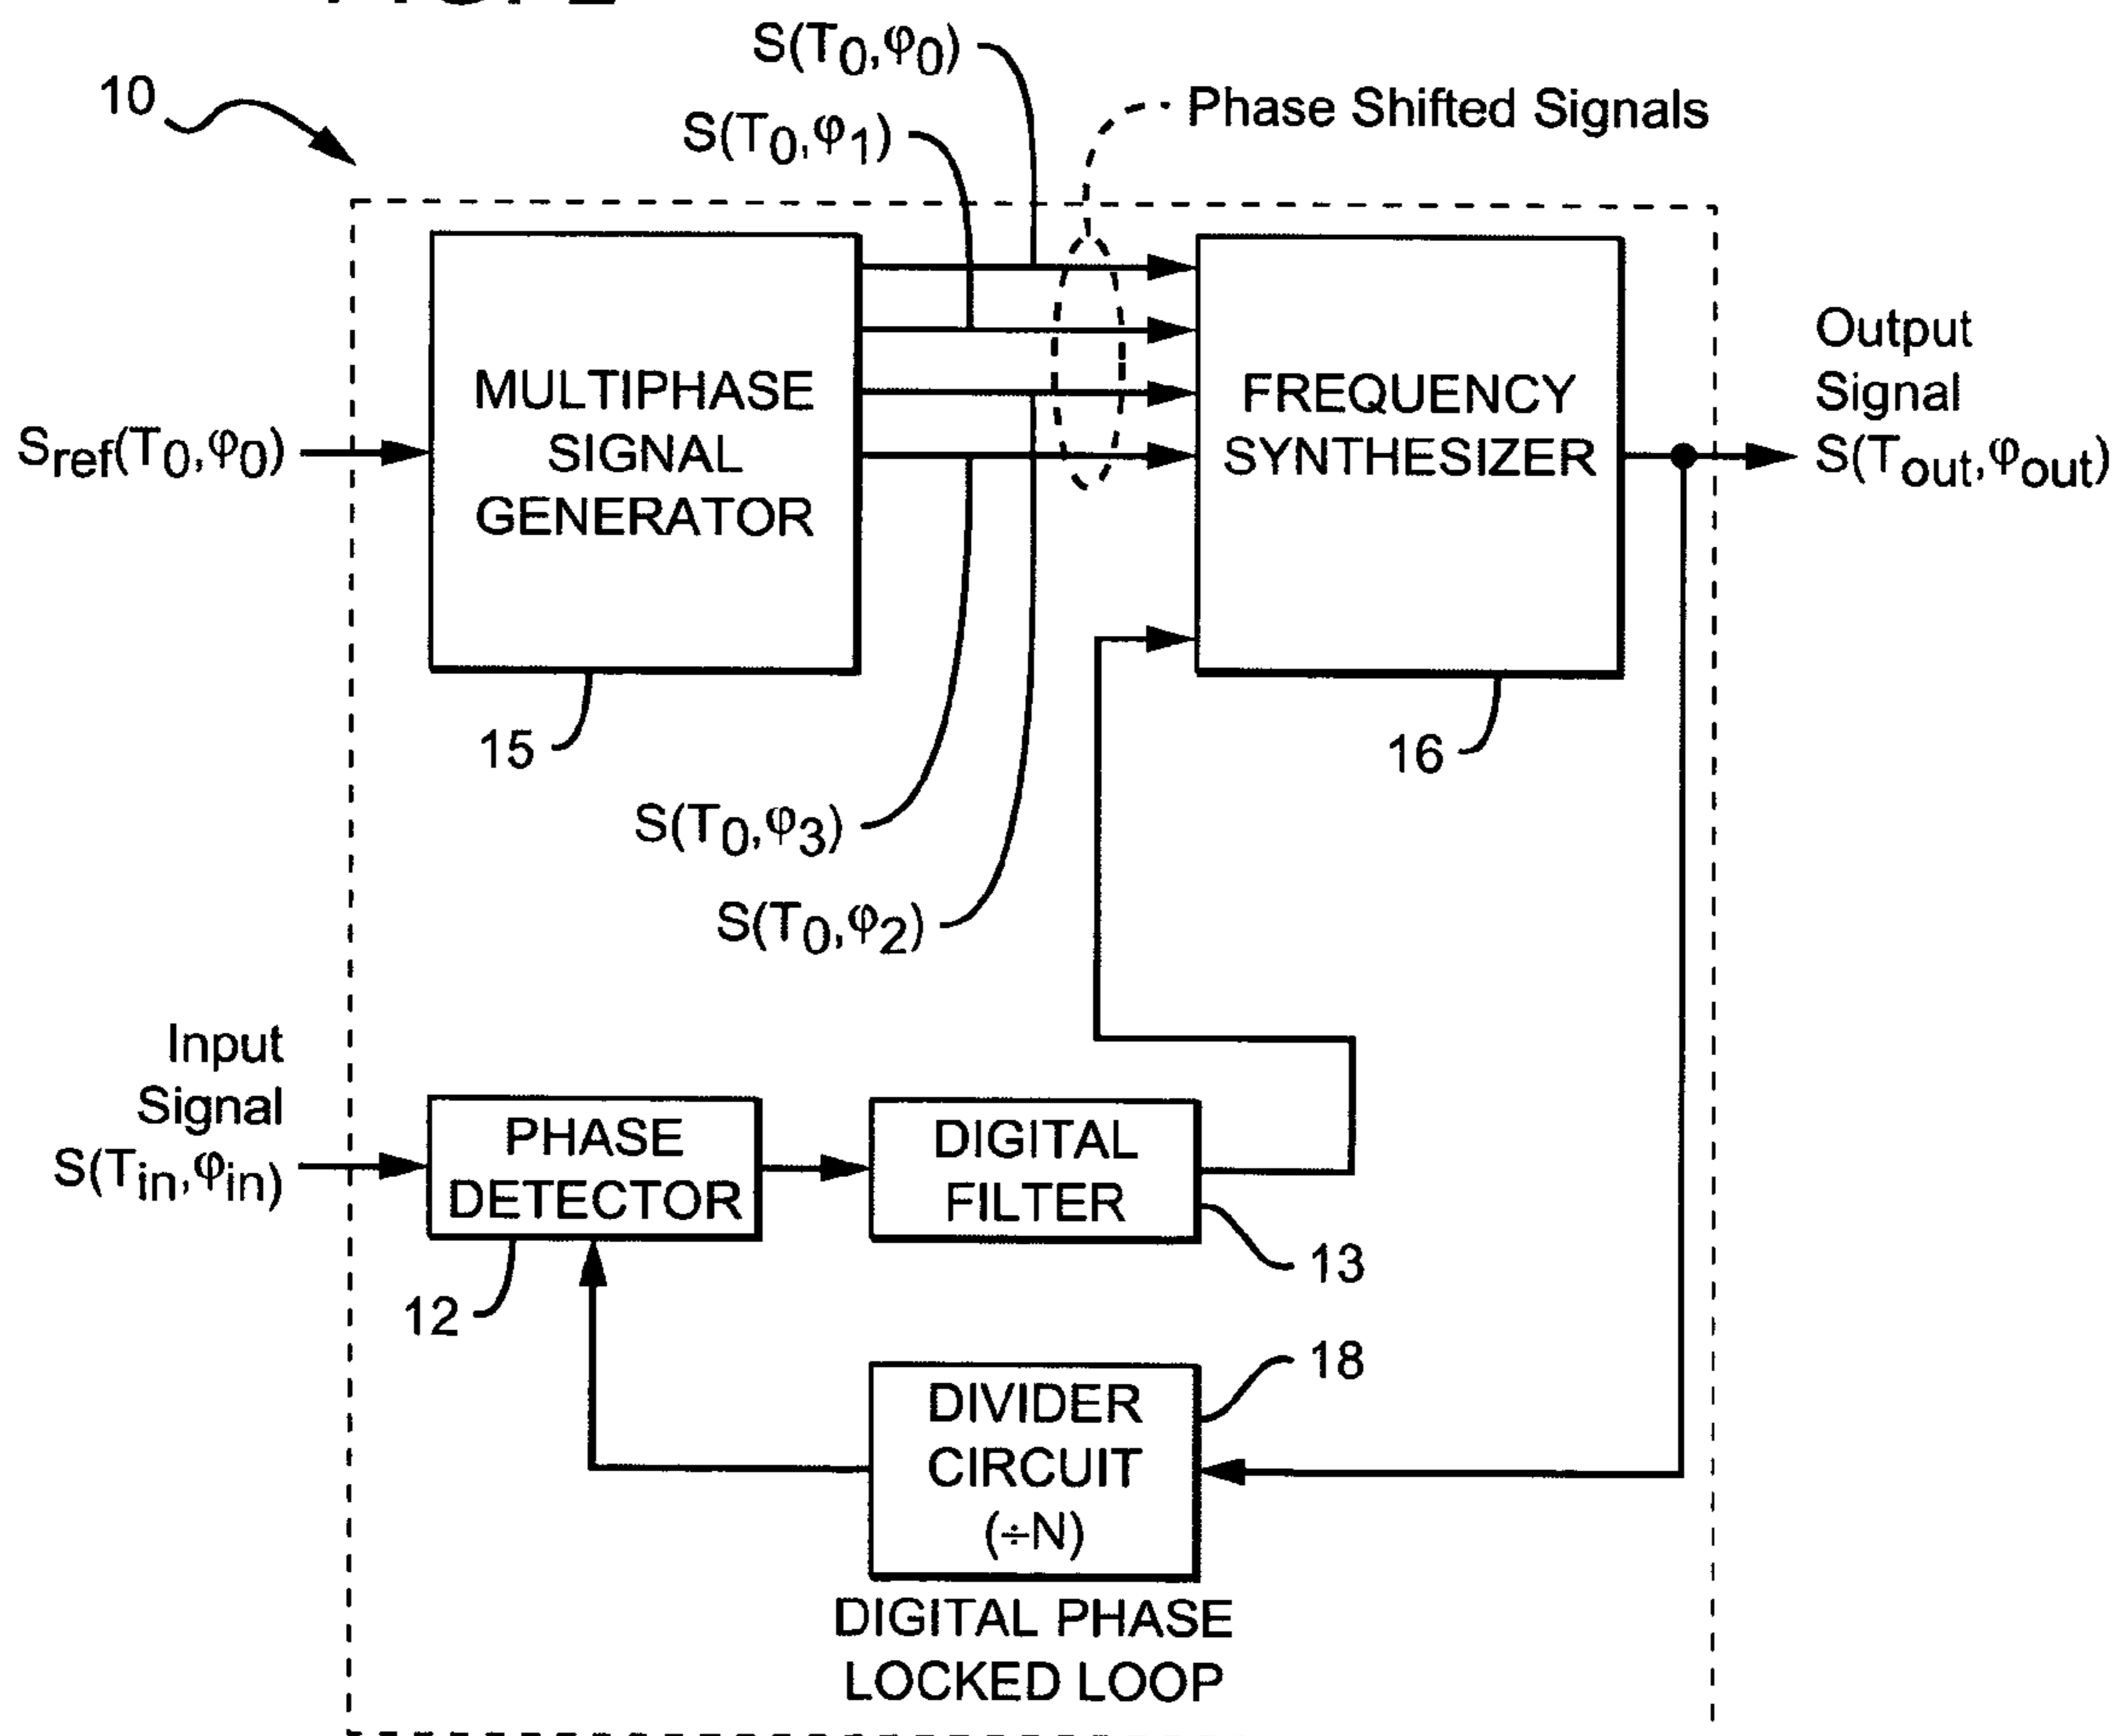 S(T0,φ0)
10
Phase Shifted Signals
S(T0,φ1)
MULTIPHASE
SIGNAL
GENERATOR
FREQUENCY
SYNTHESIZER
Output
Signal
S(Tout,φout)
Sref(T0,φ0)
15
16
S(T0,φ3)
S(T0,φ2)
Input
Signal
S(Tin,φin)
PHASE
DETECTOR
DIGITAL
FILTER
12
13
18
DIVIDER
CIRCUIT
(÷N)
DIGITAL PHASE
LOCKED LOOP